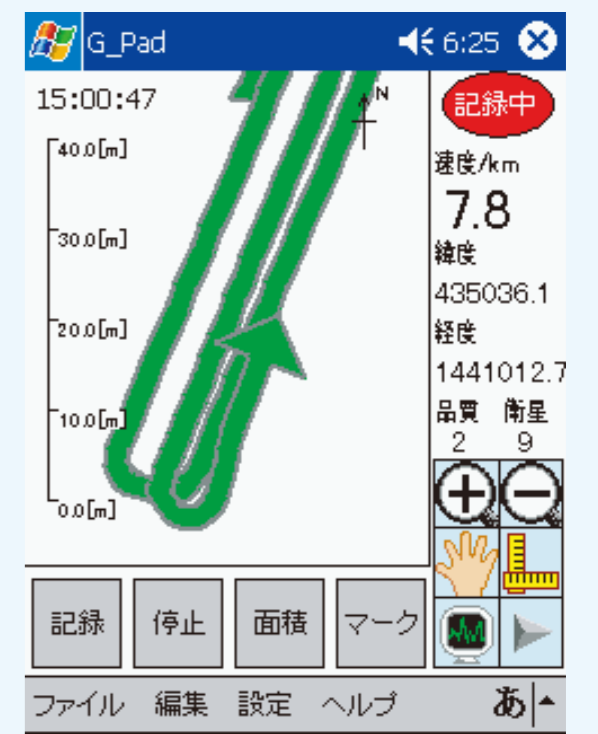 G_Pad 6:25
15:00:47
N
記録中
40.0[m]
30.0[m]
20.0[m]
10.0[m]
0.0[m]
速度/km
7.8
緯度
435036.1
経度
1441012.7
品質 衛星
2 9
記録 停止 面積 マーク
ファイル 編集 設定 ヘルプ あ